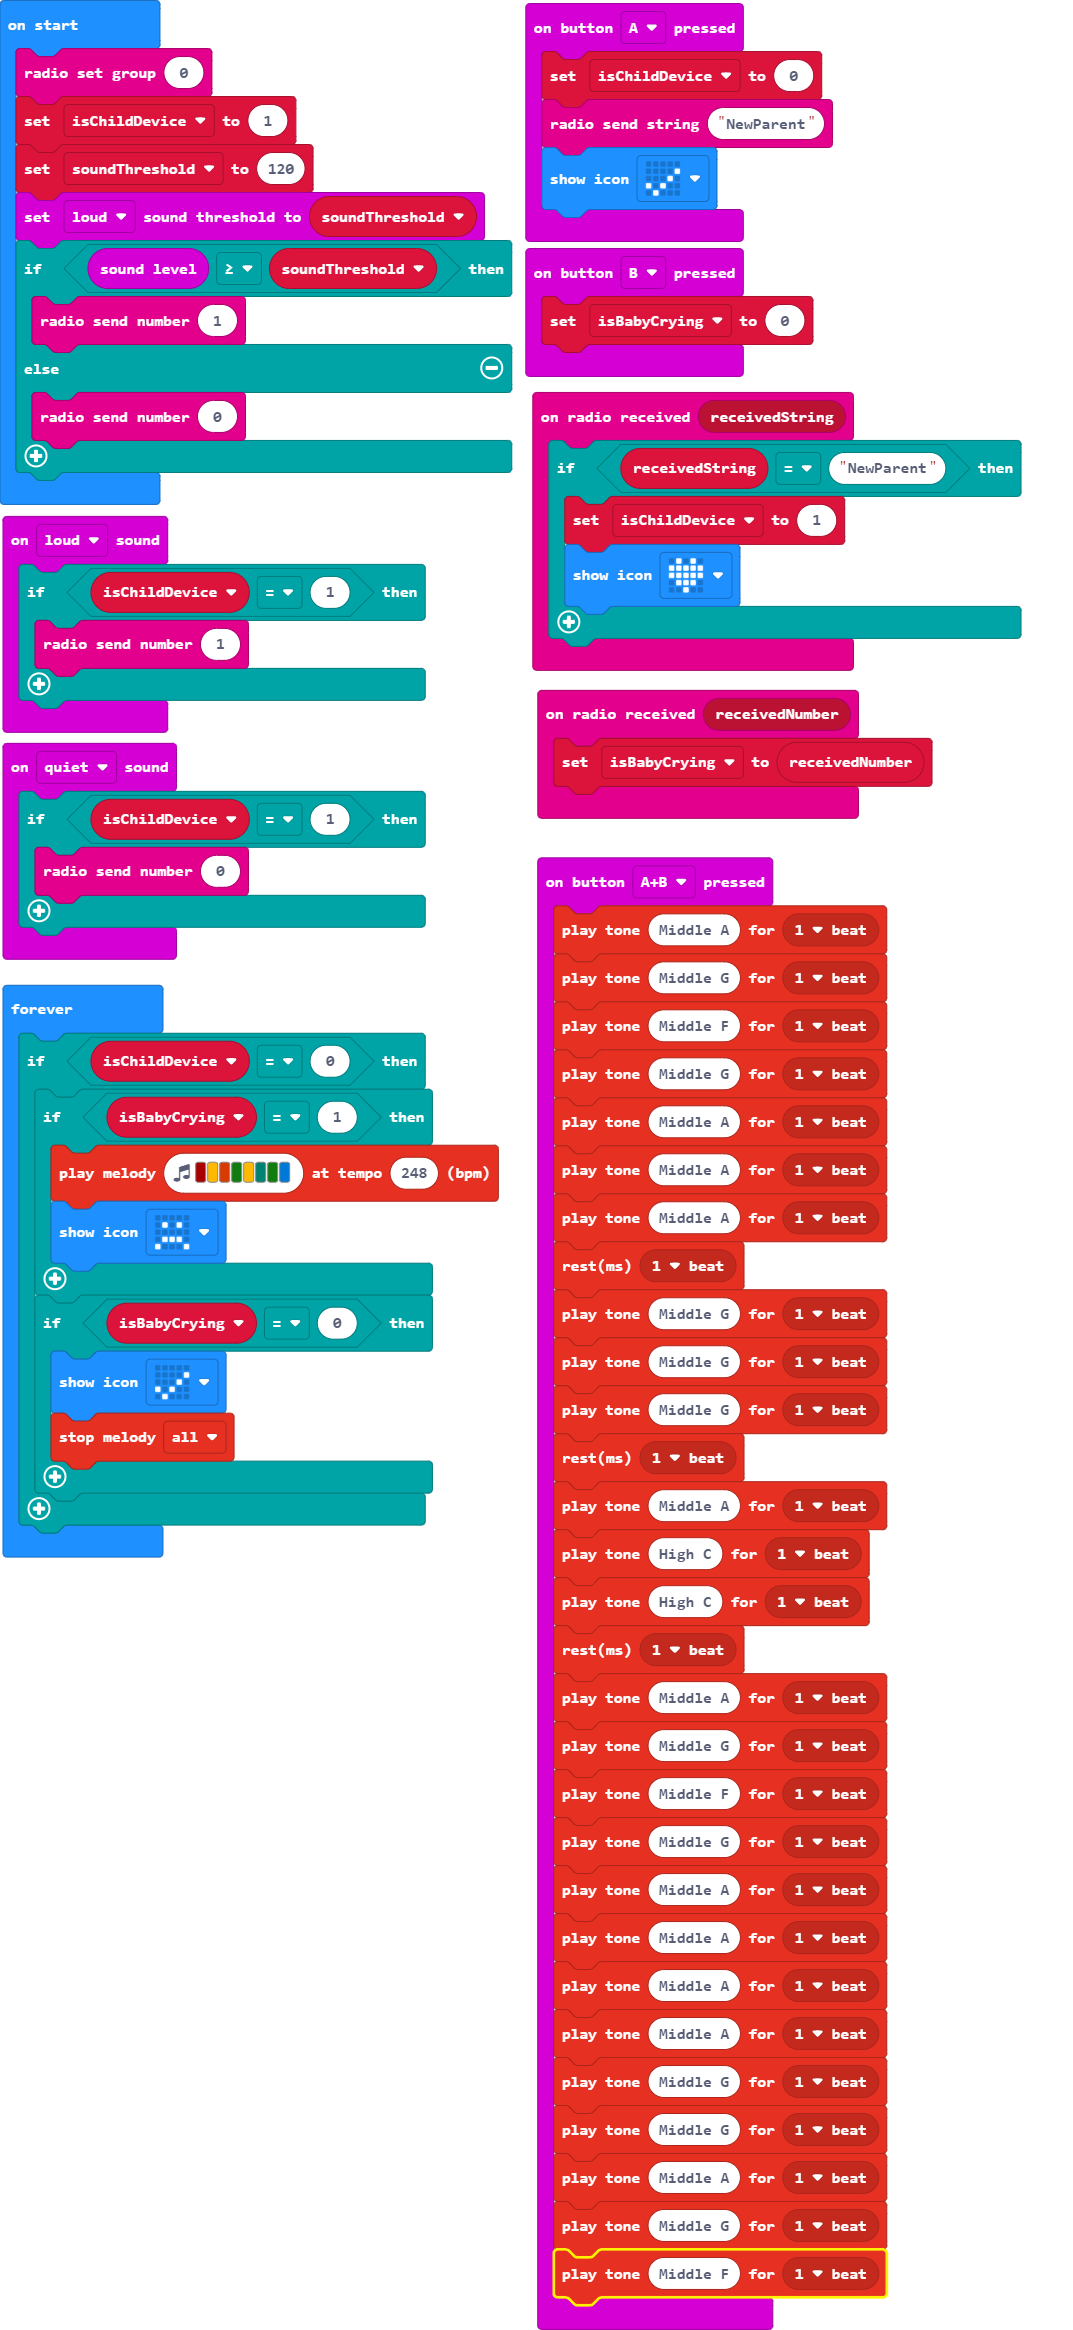 on start
radio set group 0
set isChildDevice to 1
set soundThreshold to 120
set loud sound threshold to soundThreshold
if sound level ≥ soundThreshold then
radio send number 1
else
radio send number 0
on loud sound
if isChildDevice = 1 then
radio send number 1
on quiet sound
if isChildDevice = 1 then
radio send number 0
forever
if isChildDevice = 0 then
if isBabyCrying = 1 then
play melody at tempo 248 (bpm)
show icon
if isBabyCrying = 0 then
show icon
stop melody all
on button A pressed
set isChildDevice to 0
radio send string "NewParent"
show icon
on button B pressed
set isBabyCrying to 0
on radio received receivedString
if receivedString = "NewParent" then
set isChildDevice to 1
show icon
on radio received receivedNumber
set isBabyCrying to receivedNumber
on button A+B pressed
play tone Middle A for 1 beat
play tone Middle G for 1 beat
play tone Middle F for 1 beat
play tone Middle G for 1 beat
play tone Middle A for 1 beat
play tone Middle A for 1 beat
play tone Middle A for 1 beat
rest(ms) 1 beat
play tone Middle G for 1 beat
play tone Middle G for 1 beat
play tone Middle G for 1 beat
rest(ms) 1 beat
play tone Middle A for 1 beat
play tone High C for 1 beat
play tone High C for 1 beat
rest(ms) 1 beat
play tone Middle A for 1 beat
play tone Middle G for 1 beat
play tone Middle F for 1 beat
play tone Middle G for 1 beat
play tone Middle A for 1 beat
play tone Middle A for 1 beat
play tone Middle A for 1 beat
play tone Middle A for 1 beat
play tone Middle G for 1 beat
play tone Middle G for 1 beat
play tone Middle A for 1 beat
play tone Middle G for 1 beat
play tone Middle F for 1 beat